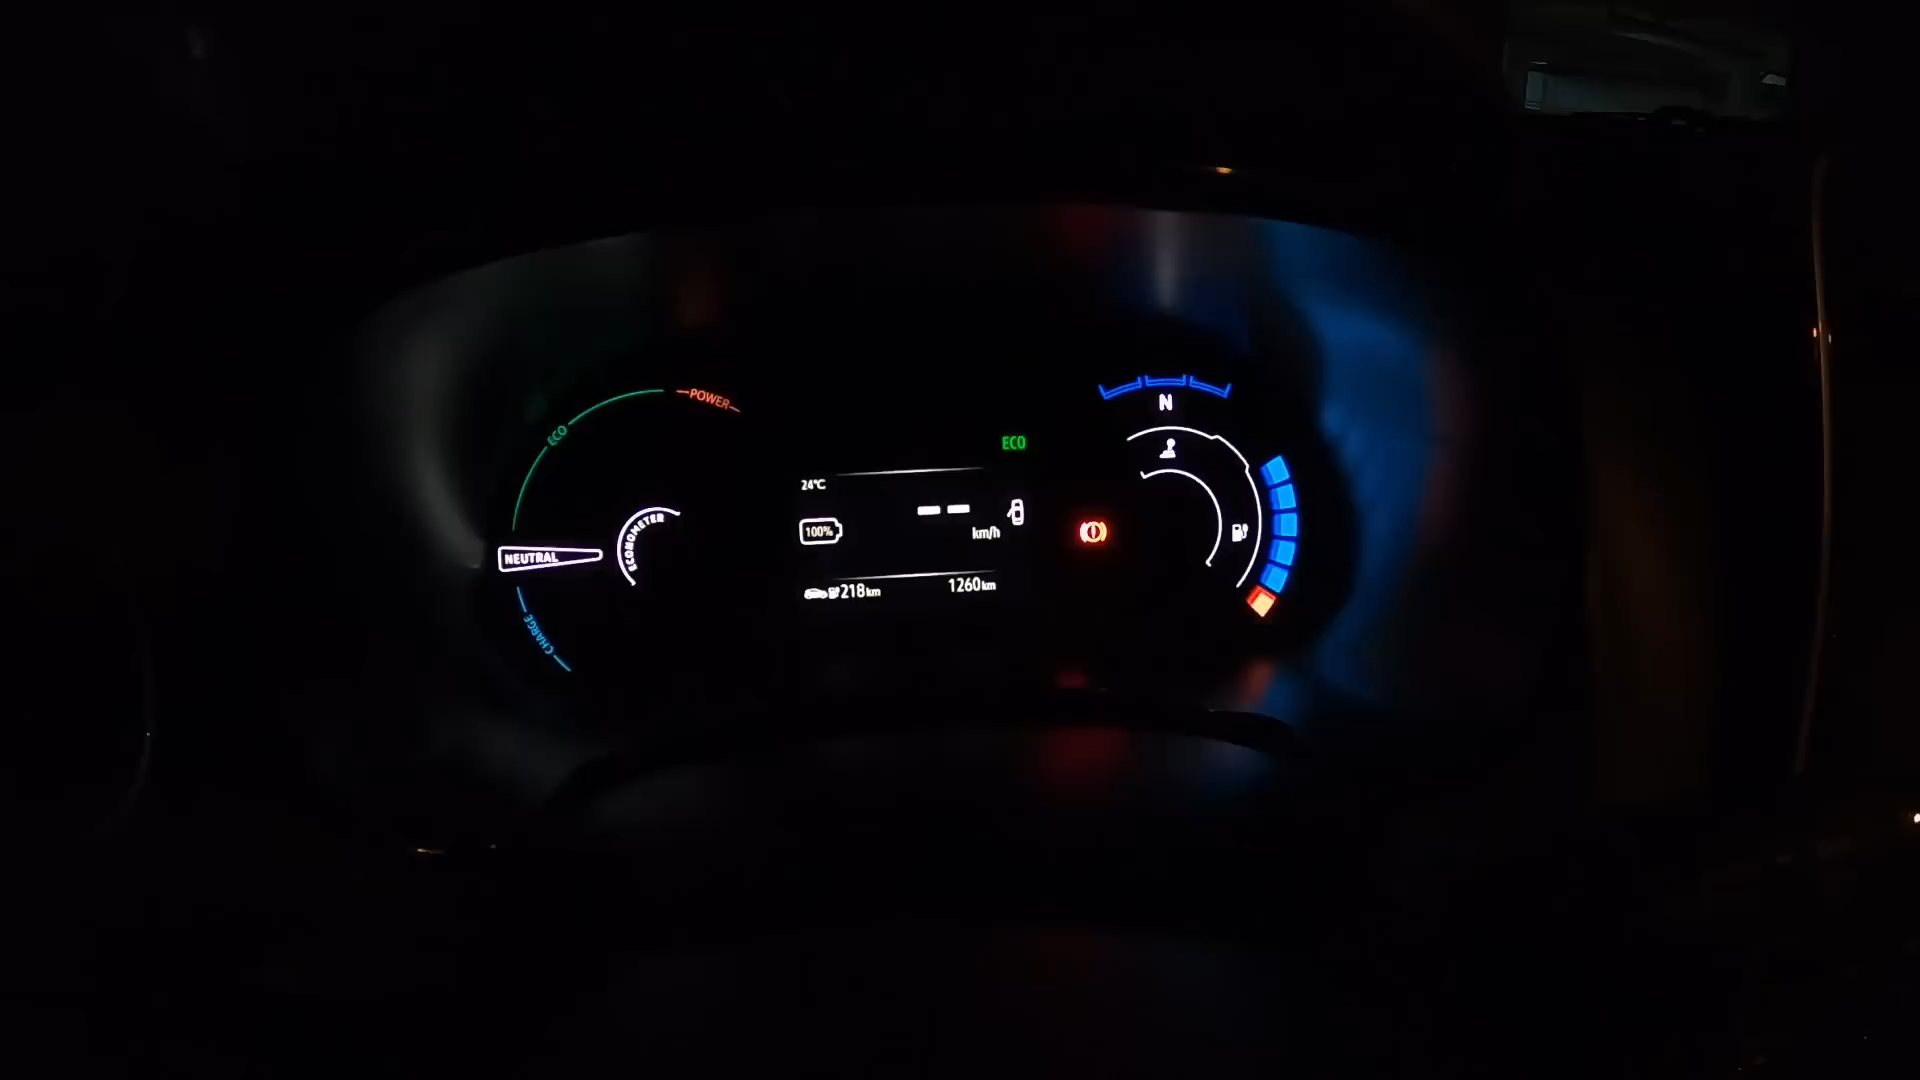 POWER
ECO
NEUTRAL
ECONOMETER
CHARGE
ECO
24°C
100%
-- km/h
218km
1260km
N